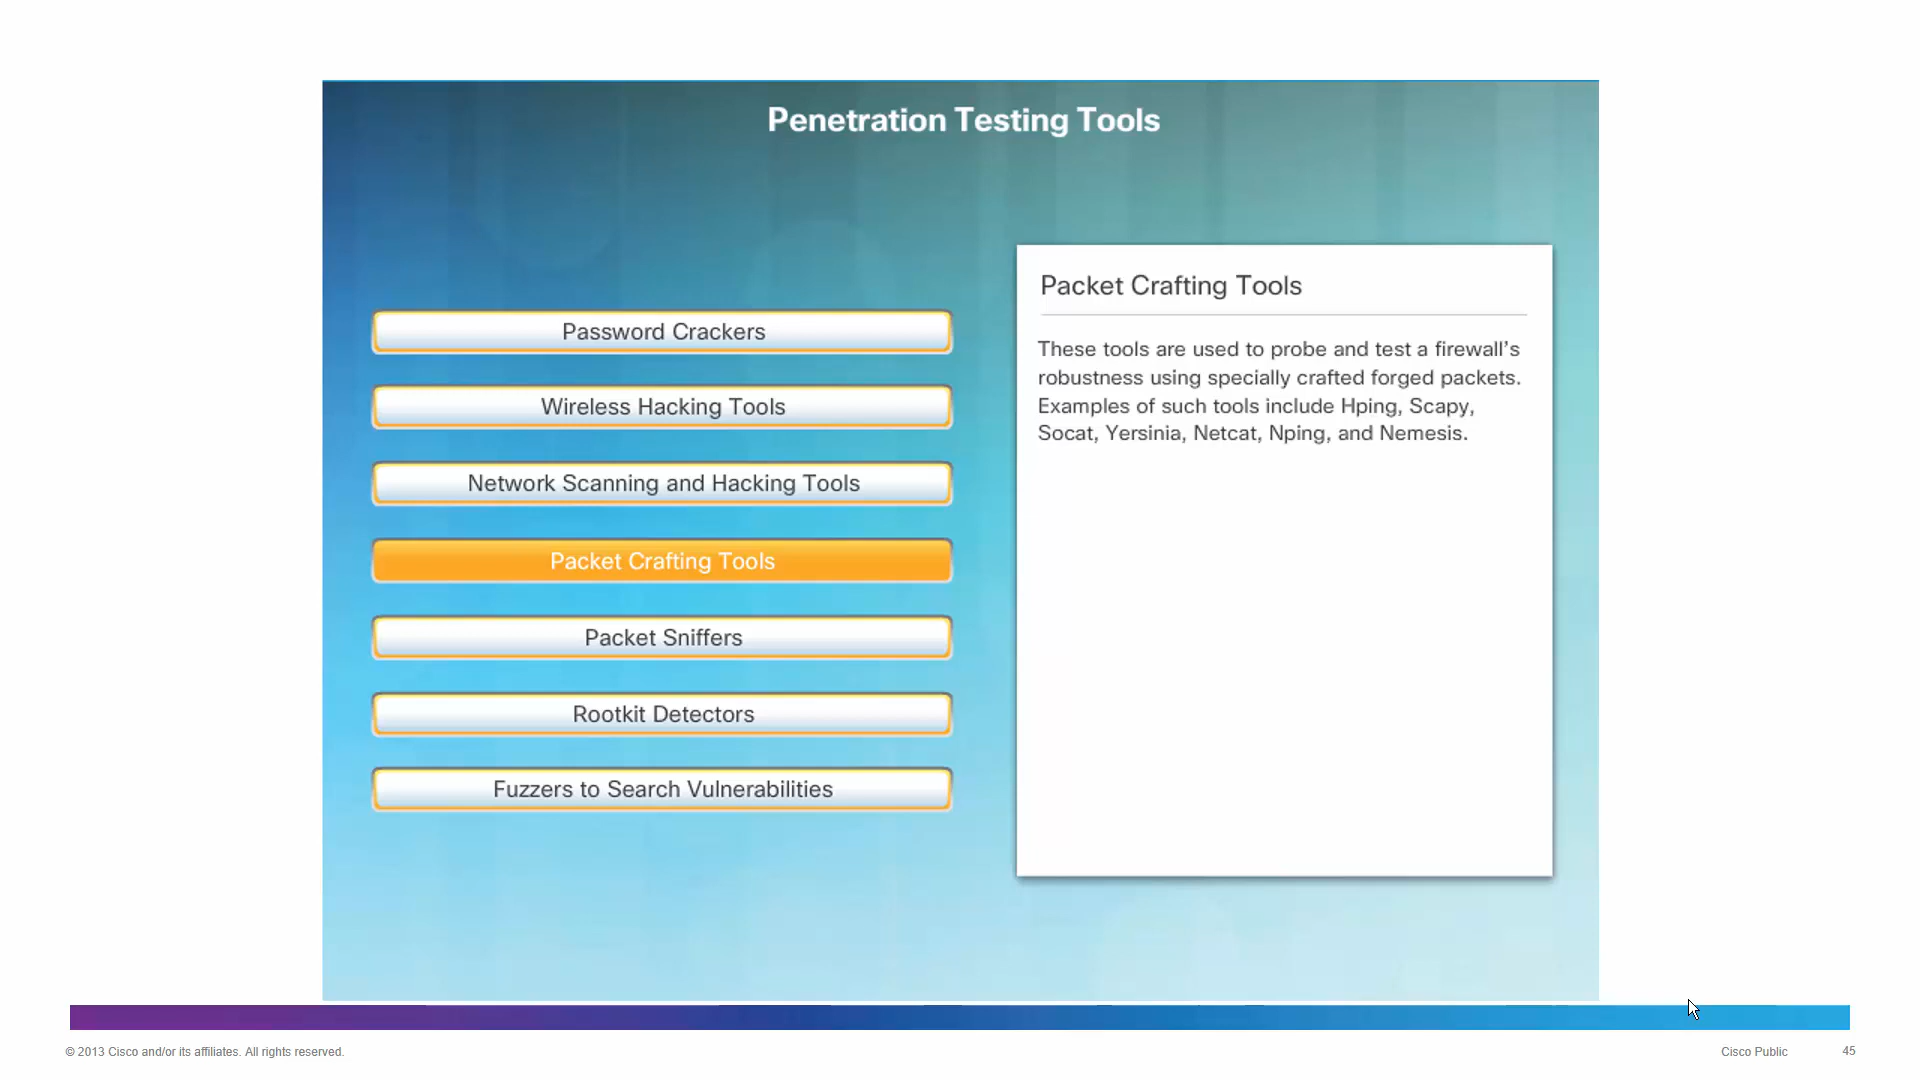 Penetration Testing Tools
Password Crackers
Wireless Hacking Tools
Network Scanning and Hacking Tools
Packet Crafting Tools
Packet Sniffers
Rootkit Detectors
Fuzzers to Search Vulnerabilities
Packet Crafting Tools
These tools are used to probe and test a firewall’s
robustness using specially crafted forged packets.
Examples of such tools include Hping, Scapy,
Socat, Yersinia, Netcat, Nping, and Nemesis.
© 2013 Cisco and/or its affiliates. All rights reserved.
Cisco Public
45